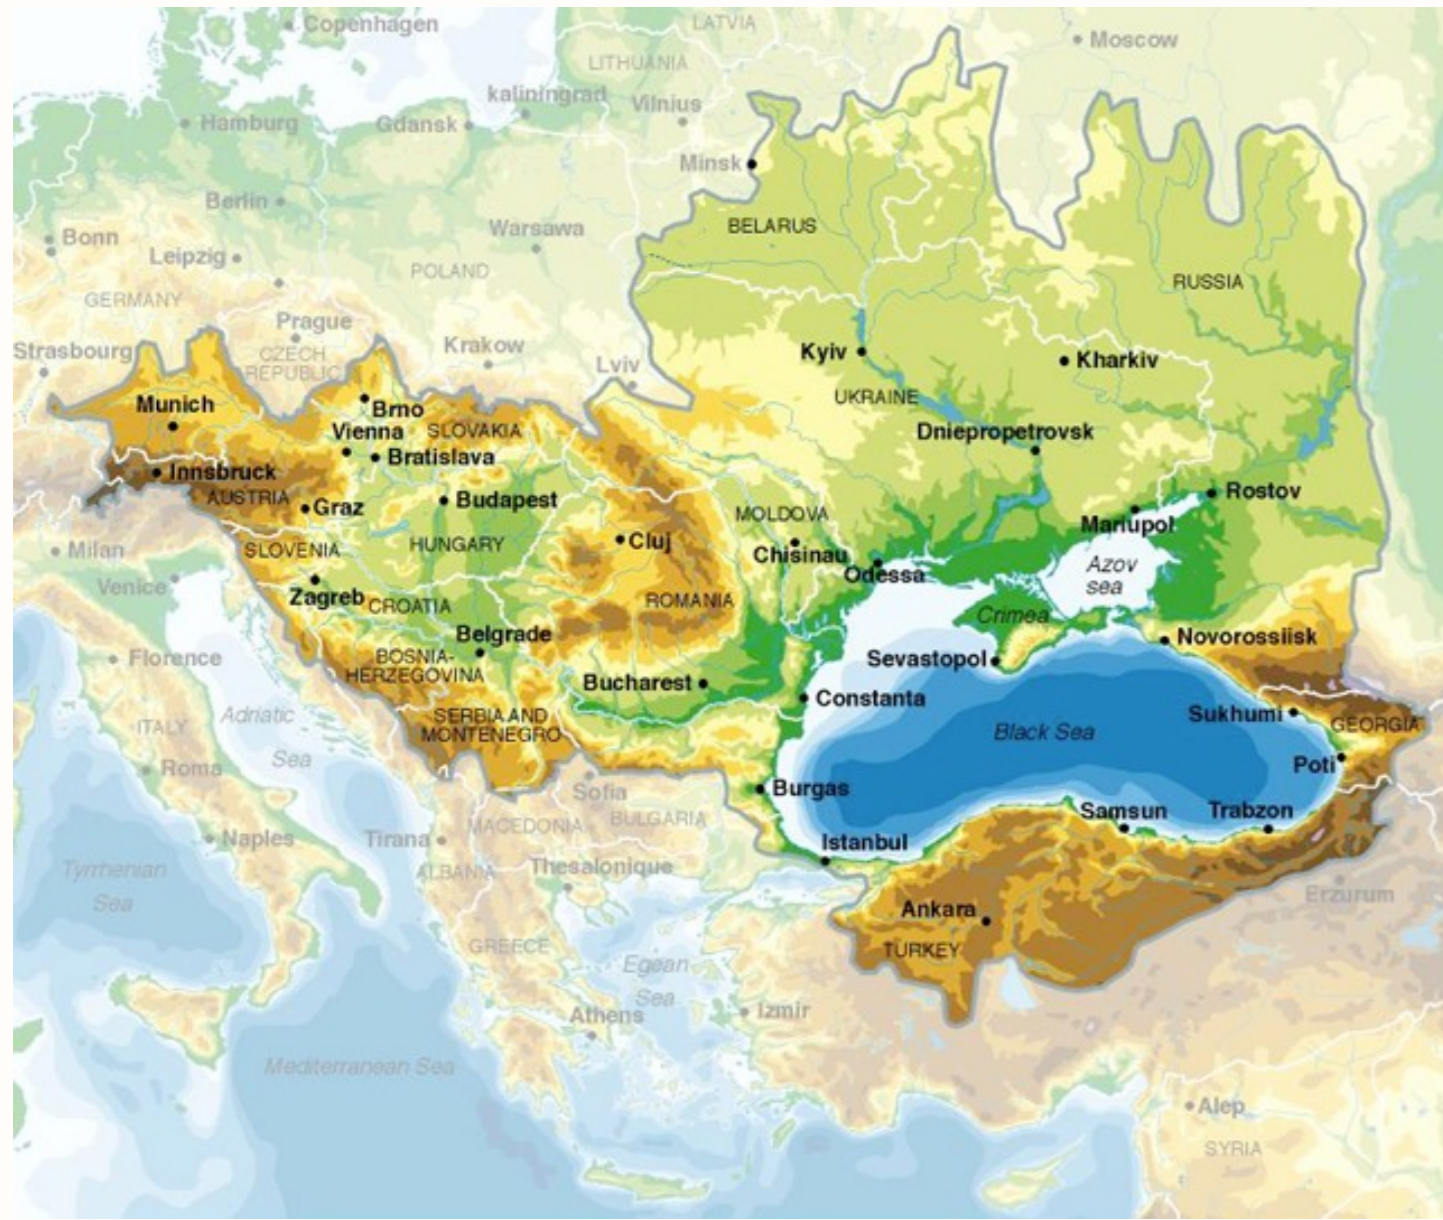 Copenhagen
LATVIA
Moscow
LITHUANIA
kaliningrad
Vilnius
Hamburg
Gdansk
Minsk
Berlin
BELARUS
Bonn
Warsawa
Leipzig
POLAND
RUSSIA
GERMANY
Prague
Strasbourg
CZECH
REPUBLIC
Krakow
Lviv
Kyiv
Kharkiv
UKRAINE
Munich
Brno
Vienna
SLOVAKIA
Dniepropetrovsk
Bratislava
Innsbruck
AUSTRIA
Graz
Budapest
Rostov
MOLDOVA
Mariupol
HUNGARY
Cluj
SLOVENIA
Milan
Chisinau
Odessa
Azov
sea
Venice
Zagreb
CROATIA
ROMANIA
Crimea
Belgrade
Novorossiisk
Florence
BOSNIA-
HERZEGOVINA
Sevastopol
Bucharest
Constanta
ITALY
Adriatic
Sea
SERBIA AND
MONTENEGRO
Black Sea
Sukhumi
GEORGIA
Poti
Roma
Sofia
Burgas
Samsun
Trabzon
MACEDONIA
BULGARIA
Naples
Tirana
Istanbul
Tyrrhenian
Sea
ALBANIA
Thesalonique
Erzurum
Ankara
TURKEY
GREECE
Egean
Sea
Athens
Izmir
Mediterranean Sea
Alep
SYRIA